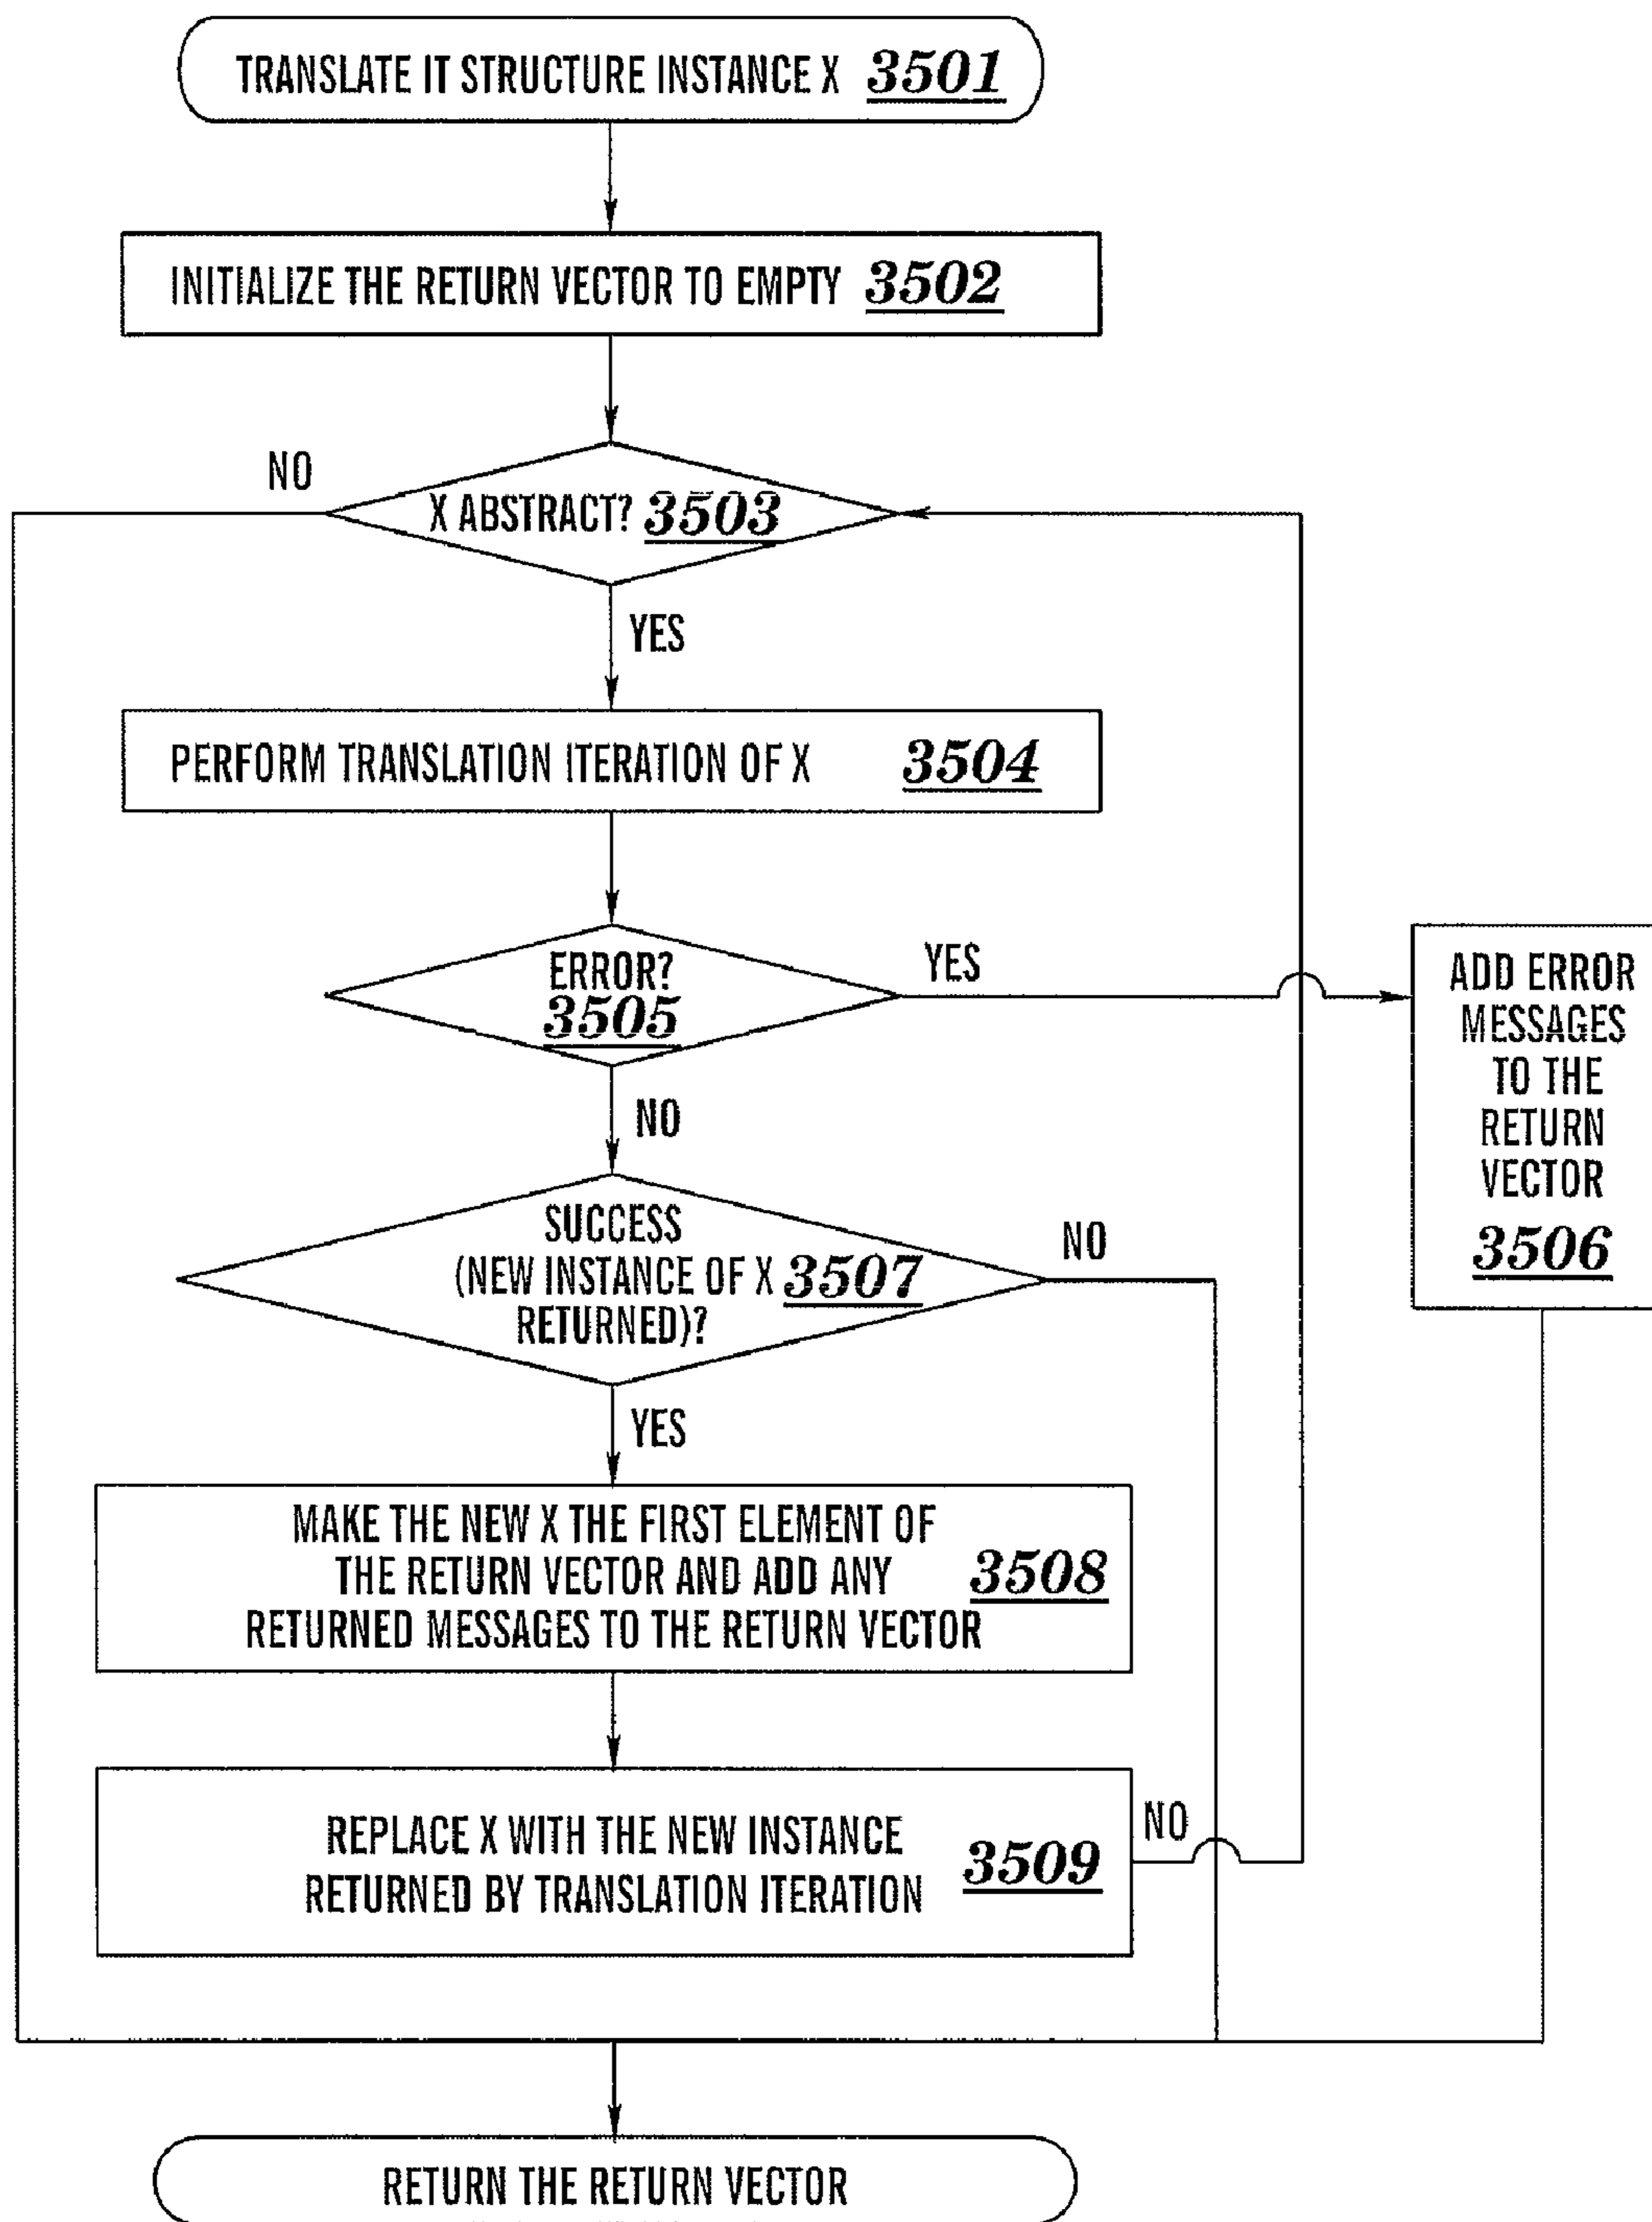 TRANSLATE IT STRUCTURE INSTANCE X 3501
INITIALIZE THE RETURN VECTOR TO EMPTY 3502
NO
X ABSTRACT? 3503
YES
PERFORM TRANSLATION ITERATION OF X 3504
ERROR?
3505
YES
NO
ADD ERROR
MESSAGES
TO THE
RETURN
VECTOR
3506
SUCCESS
(NEW INSTANCE OF X 3507
RETURNED)?
NO
YES
MAKE THE NEW X THE FIRST ELEMENT OF
THE RETURN VECTOR AND ADD ANY 3508
RETURNED MESSAGES TO THE RETURN VECTOR
REPLACE X WITH THE NEW INSTANCE
RETURNED BY TRANSLATION ITERATION 3509
NO
RETURN THE RETURN VECTOR